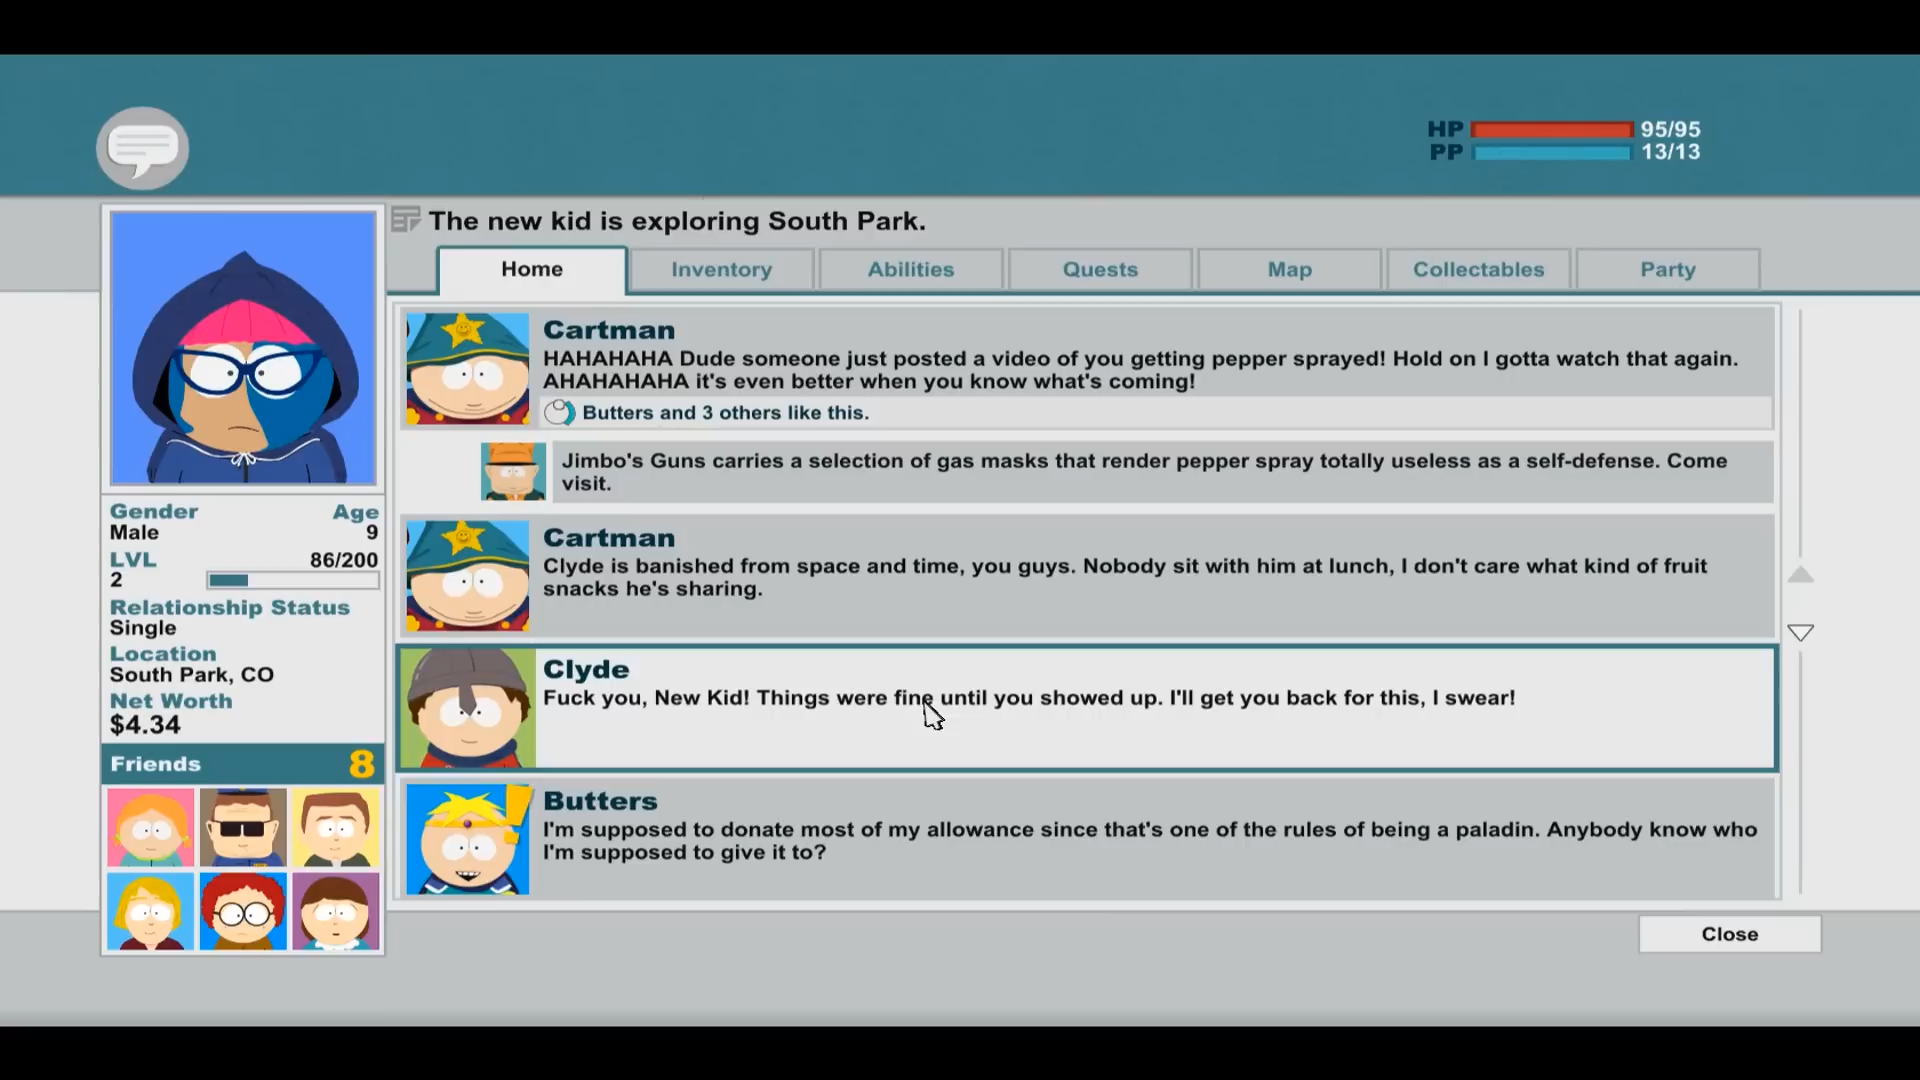 HP 95/95
PP 13/13
The new kid is exploring South Park.
Home Inventory Abilities Quests Map Collectables Party
Cartman
HAHAHAHA Dude someone just posted a video of you getting pepper sprayed! Hold on I gotta watch that again.
AHAHAHAHA it's even better when you know what's coming!
Butters and 3 others like this.
Jimbo's Guns carries a selection of gas masks that render pepper spray totally useless as a self-defense. Come
visit.
Cartman
Clyde is banished from space and time, you guys. Nobody sit with him at lunch, I don't care what kind of fruit
snacks he's sharing.
Clyde
Fuck you, New Kid! Things were fine until you showed up. I'll get you back for this, I swear!
Butters
I'm supposed to donate most of my allowance since that's one of the rules of being a paladin. Anybody know who
I'm supposed to give it to?
Gender Age
Male 9
LVL 86/200
2
Relationship Status
Single
Location
South Park, CO
Net Worth
$4.34
Friends 8
Close